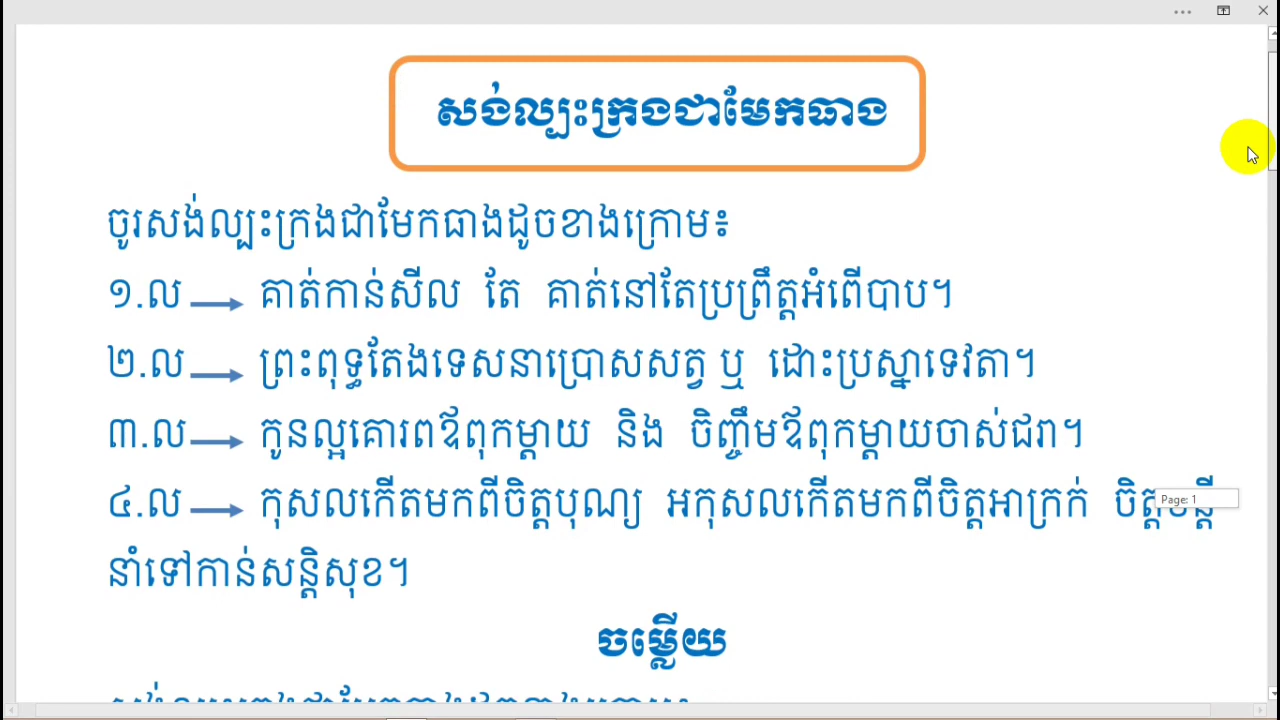 សង់ល្បះក្រងជាមែកធាង
ចូរសង់ល្បះក្រងជាមែកធាងដូចខាងក្រោម៖
១.ល គាត់កាន់សីល តែ គាត់នៅតែប្រព្រឹត្តអំពើបាប។
២.ល ព្រះពុទ្ធតែងទេសនាប្រោសសត្វ ឬ ដោះប្រស្នាទេវតា។
៣.ល កូនល្អគោរពឪពុកម្តាយ និង ចិញ្ចឹមឪពុកម្តាយចាស់ជរា។
៤.ល កុសលកើតមកពីចិត្តបុណ្យ អកុសលកើតមកពីចិត្តអាក្រក់
Page: 1
នាំទៅកាន់សន្តិសុខ។
ចម្លើយ